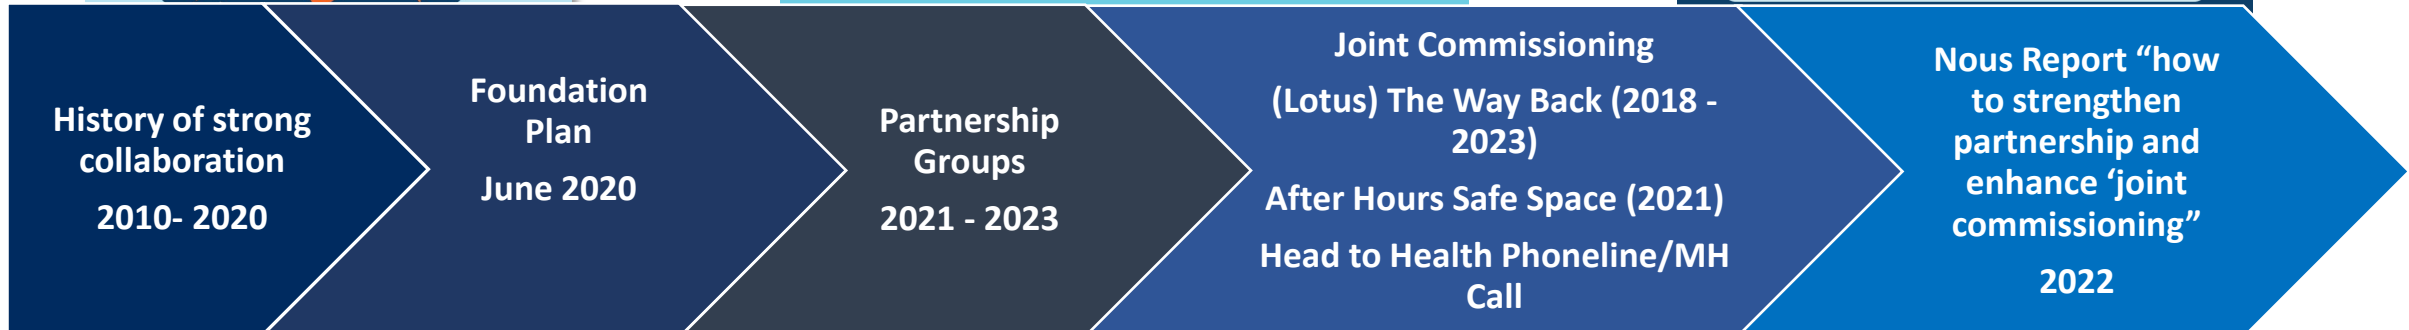 History of strong
collaboration
2010- 2020
Foundation
Plan
June 2020
Partnership
Groups
2021 - 2023
Joint Commissioning
(Lotus) The Way Back (2018 -
2023)
After Hours Safe Space (2021)
Head to Health Phoneline/MH
Call
Nous Report “how
to strengthen
partnership and
enhance ‘joint
commissioning”
2022